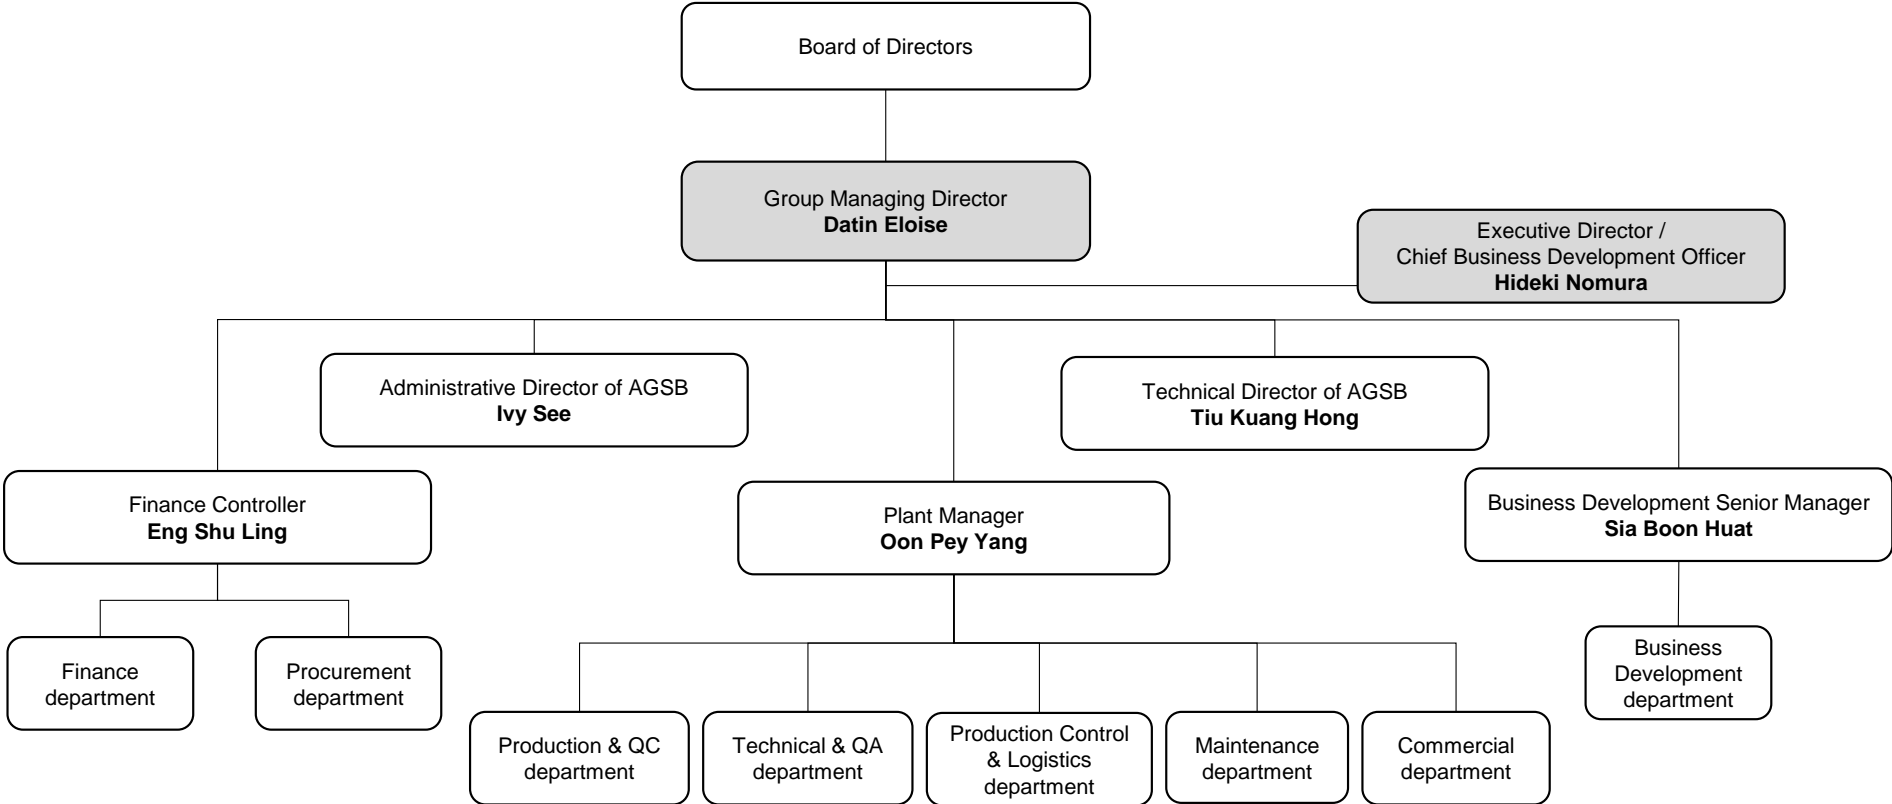 Board of Directors
Group Managing Director
Datin Eloise
Executive Director /
Chief Business Development Officer
Hideki Nomura
Administrative Director of AGSB
Ivy See
Technical Director of AGSB
Tiu Kuang Hong
Finance Controller
Eng Shu Ling
Plant Manager
Oon Pey Yang
Business Development Senior Manager
Sia Boon Huat
Finance
department
Procurement
department
Production & QC
department
Technical & QA
department
Production Control
& Logistics
department
Maintenance
department
Commercial
department
Business
Development
department